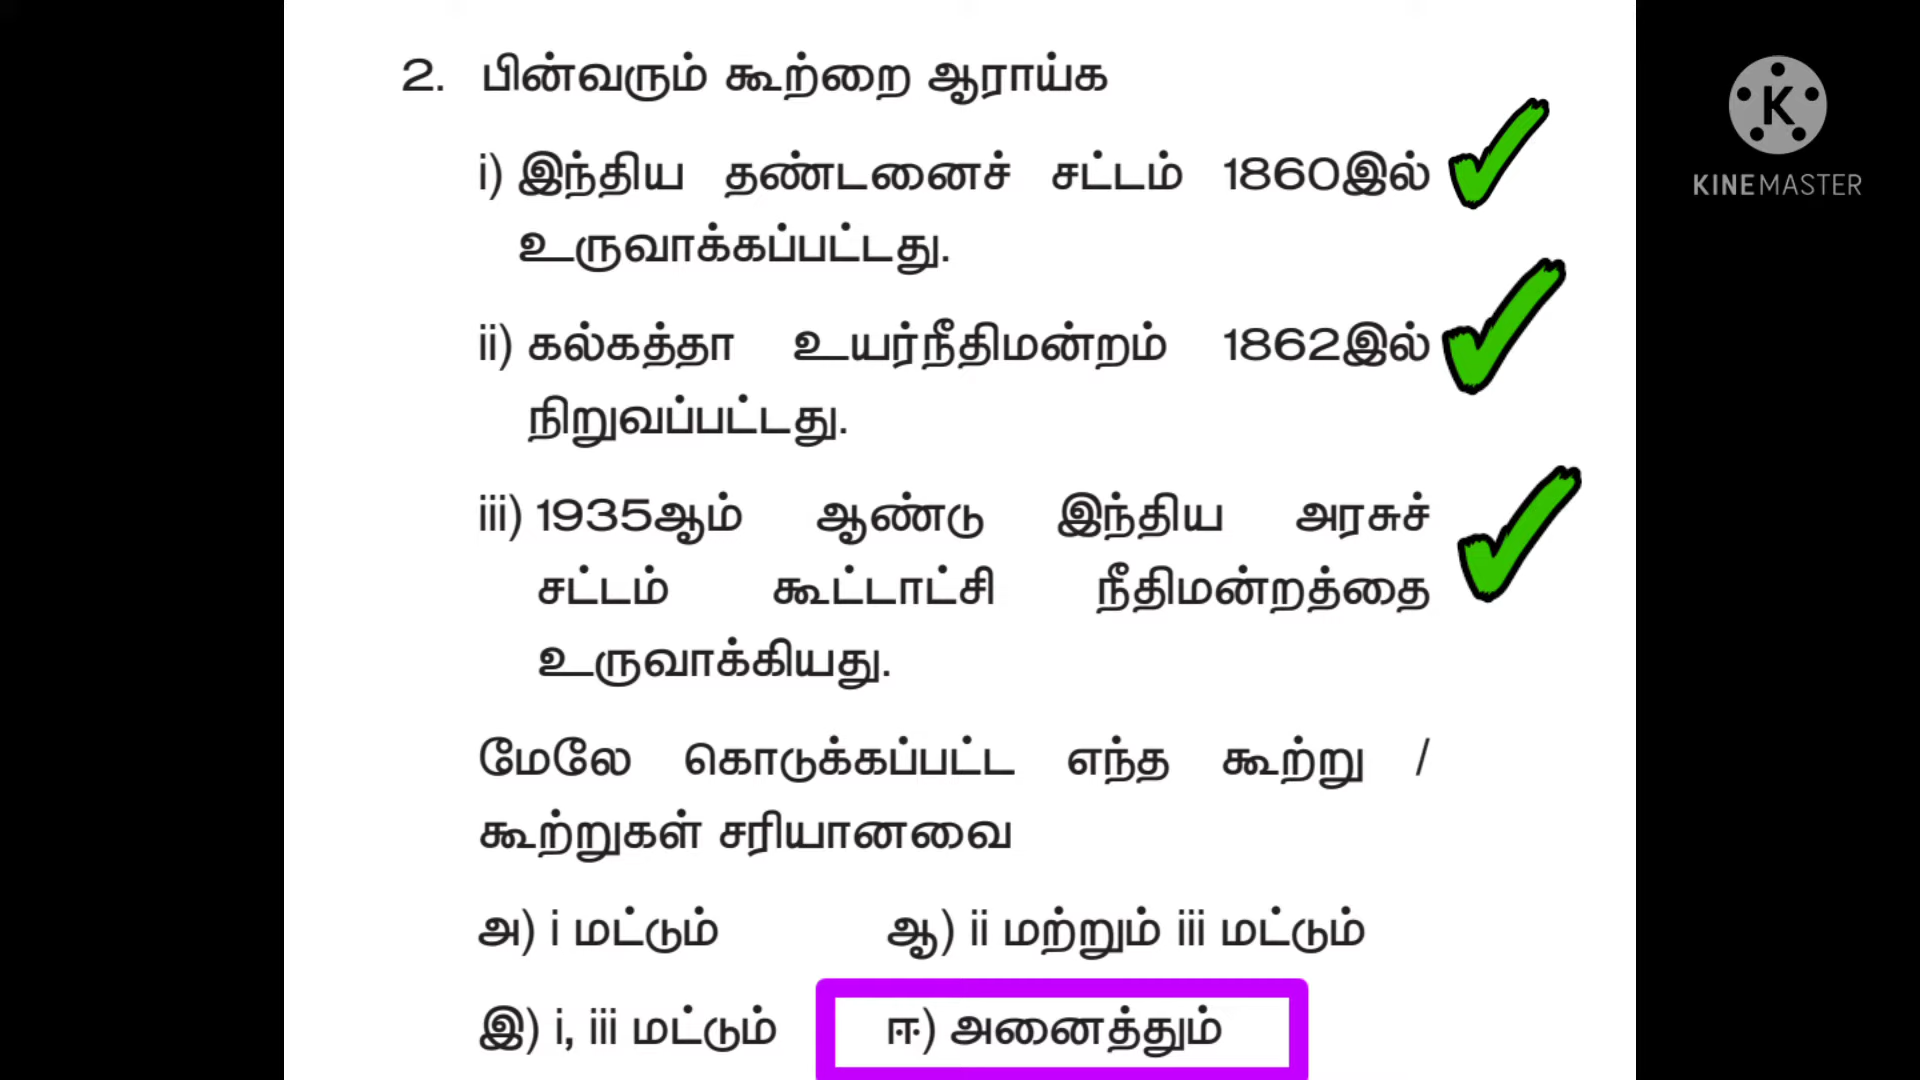 2. பின்வரும் கூற்றை ஆராய்க
i) இந்திய தண்டனைச் சட்டம் 1860இல்
உருவாக்கப்பட்டது.
ii) கல்கத்தா உயர்நீதிமன்றம் 1862இல்
நிறுவப்பட்டது.
iii) 1935ஆம் ஆண்டு இந்திய அரசுச்
சட்டம் கூட்டாட்சி நீதிமன்றத்தை
உருவாக்கியது.
மேலே கொடுக்கப்பட்ட எந்த கூற்று /
கூற்றுகள் சரியானவை
அ) i மட்டும் ஆ) ii மற்றும் iii மட்டும்
இ) i, iii மட்டும் ஈ) அனைத்தும்
K
KINEMASTER